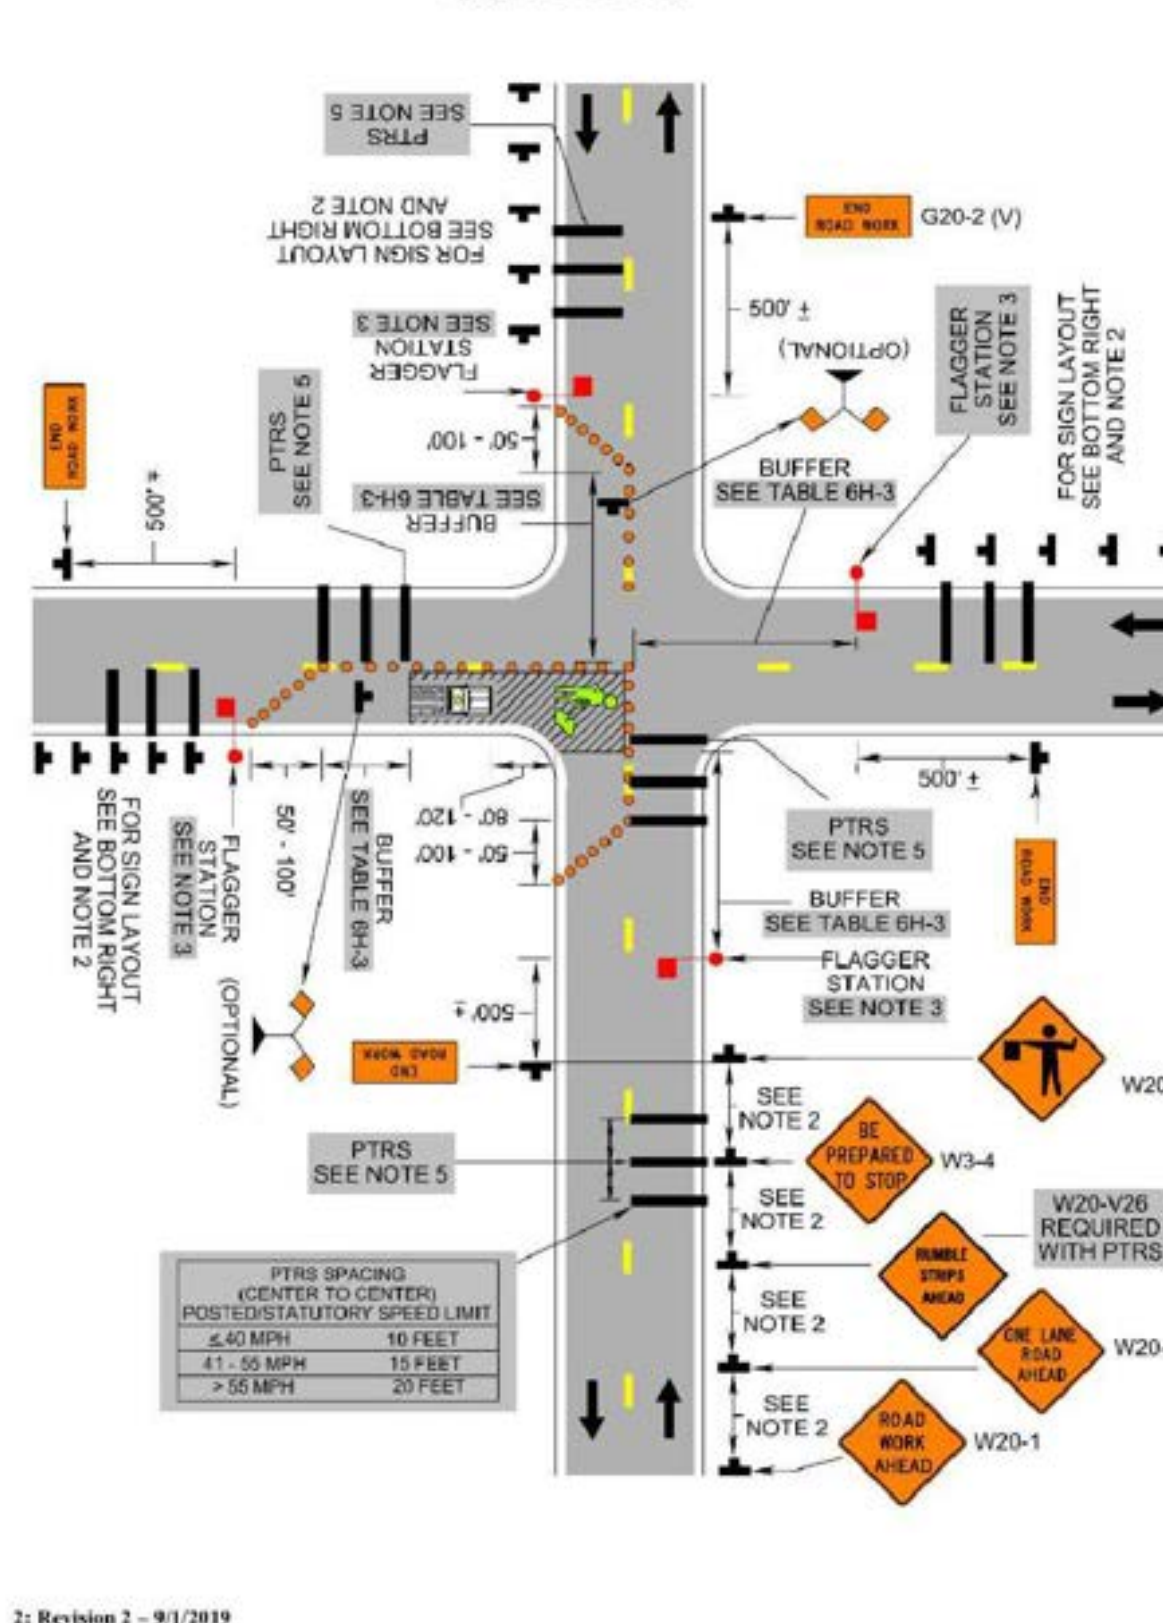 PTRS
SEE NOTE 5
FOR SIGN LAYOUT
SEE BOTTOM RIGHT
AND NOTE 2
END
ROAD WORK
G20-2 (V)
500' ±
(OPTIONAL)
FLAGGER
STATION
SEE NOTE 3
FLAGGER
STATION
SEE NOTE 3
FOR SIGN LAYOUT
SEE BOTTOM RIGHT
AND NOTE 2
END
ROAD WORK
500' ±
PTRS
SEE NOTE 5
50' - 100'
BUFFER
SEE TABLE 6H-3
BUFFER
SEE TABLE 6H-3
500' ±
FOR SIGN LAYOUT
SEE BOTTOM RIGHT
AND NOTE 2
FLAGGER
STATION
SEE NOTE 3
50' - 100'
BUFFER
SEE TABLE 6H-3
80' - 120'
50' - 100'
PTRS
SEE NOTE 5
END
ROAD WORK
BUFFER
SEE TABLE 6H-3
FLAGGER
STATION
SEE NOTE 3
(OPTIONAL)
500' ±
END
ROAD WORK
W20
SEE
NOTE 2
BE
PREPARED
TO STOP
W3-4
PTRS
SEE NOTE 5
SEE
NOTE 2
W20-V26
REQUIRED
WITH PTRS
RUMBLE
STRIPS
AHEAD
PTRS SPACING
(CENTER TO CENTER)
POSTED/STATUTORY SPEED LIMIT
≤40 MPH 10 FEET
41 - 55 MPH 15 FEET
> 55 MPH 20 FEET
SEE
NOTE 2
ONE LANE
ROAD
AHEAD
W20-
SEE
NOTE 2
ROAD
WORK
AHEAD
W20-1
2: Revision 2 – 9/1/2019